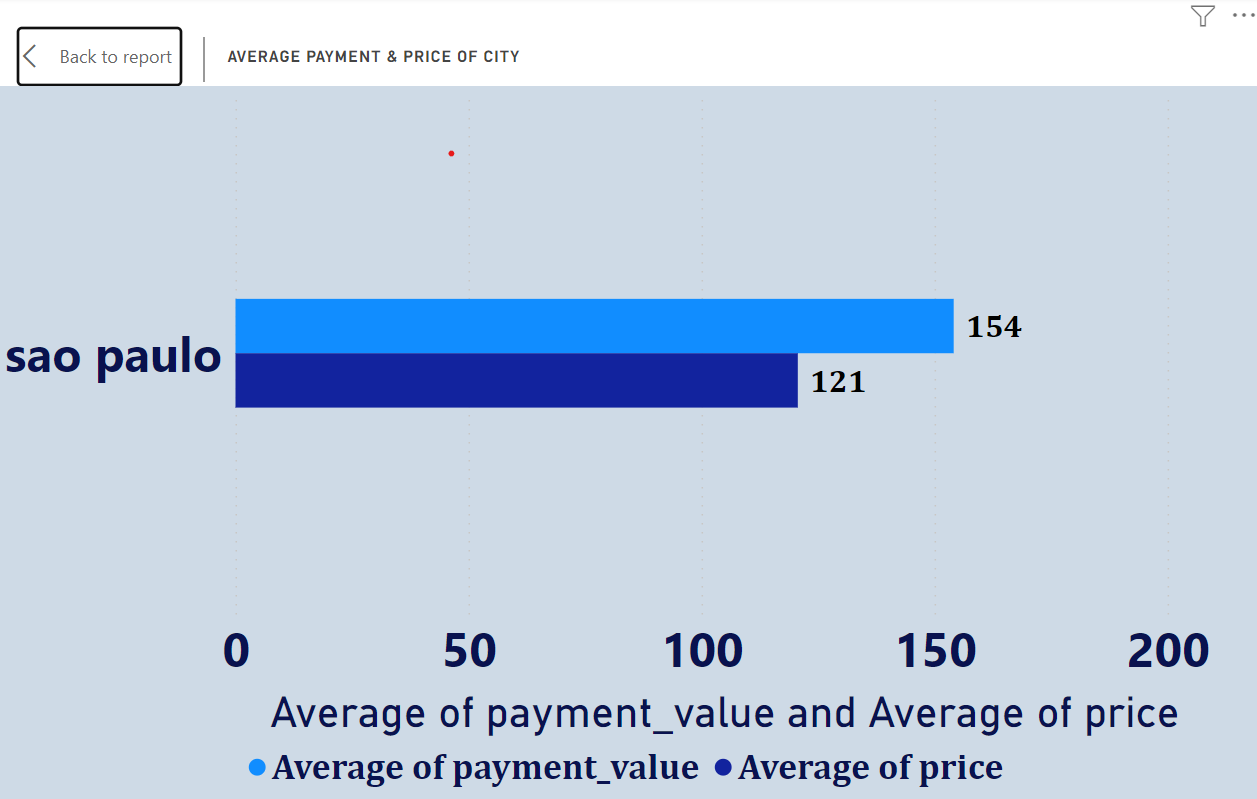 Back to report
AVERAGE PAYMENT & PRICE OF CITY
154
sao paulo
121
0 50 100 150 200
Average of payment_value and Average of price
Average of payment_value Average of price